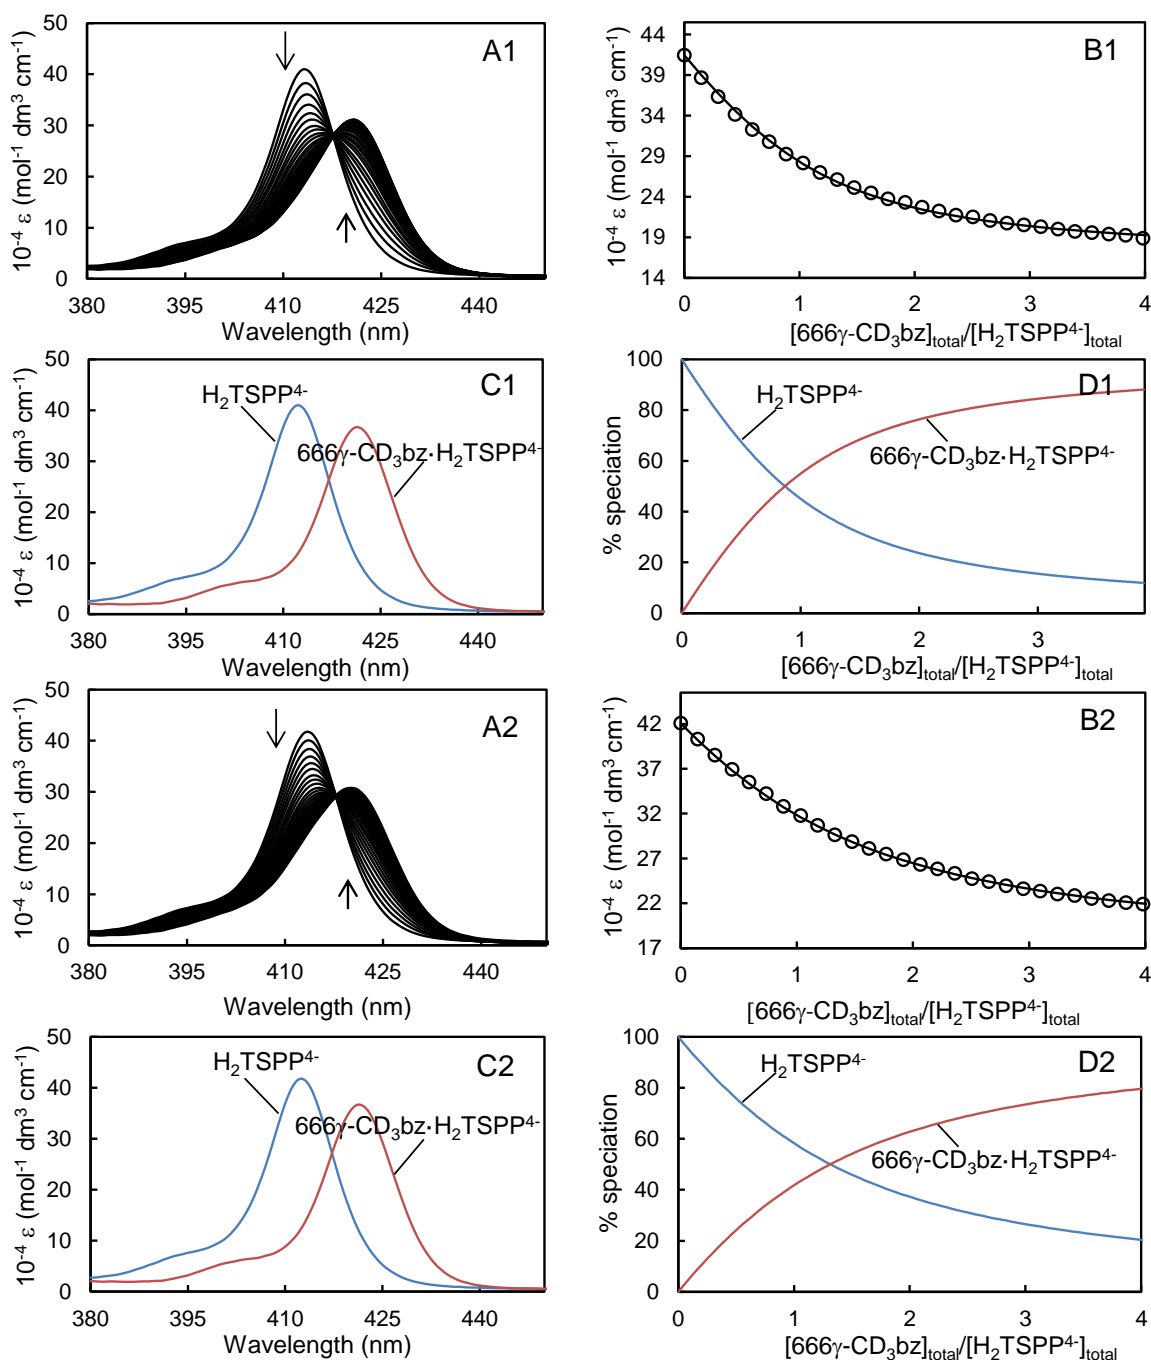 A1
10⁻⁴ ε (mol⁻¹ dm³ cm⁻¹)
50
40
30
20
10
0
380 395 410 425 440
Wavelength (nm)
B1
10⁻⁴ ε (mol⁻¹ dm³ cm⁻¹)
44
39
34
29
24
19
14
0 1 2 3 4
[666γ-CD₃bz]total/[H₂TSPP⁴⁻]total
C1
10⁻⁴ ε (mol⁻¹ dm³ cm⁻¹)
50
40
30
20
10
0
H₂TSPP⁴⁻
666γ-CD₃bz·H₂TSPP⁴⁻
380 395 410 425 440
Wavelength (nm)
D1
% speciation
100
80
60
40
20
0
H₂TSPP⁴⁻
666γ-CD₃bz·H₂TSPP⁴⁻
0 1 2 3
[666γ-CD₃bz]total/[H₂TSPP⁴⁻]total
A2
10⁻⁴ ε (mol⁻¹ dm³ cm⁻¹)
50
40
30
20
10
0
380 395 410 425 440
Wavelength (nm)
B2
10⁻⁴ ε (mol⁻¹ dm³ cm⁻¹)
42
37
32
27
22
17
0 1 2 3 4
[666γ-CD₃bz]total/[H₂TSPP⁴⁻]total
C2
10⁻⁴ ε (mol⁻¹ dm³ cm⁻¹)
50
40
30
20
10
0
H₂TSPP⁴⁻
666γ-CD₃bz·H₂TSPP⁴⁻
380 395 410 425 440
Wavelength (nm)
D2
% speciation
100
80
60
40
20
0
H₂TSPP⁴⁻
666γ-CD₃bz·H₂TSPP⁴⁻
0 1 2 3 4
[666γ-CD₃bz]total/[H₂TSPP⁴⁻]total